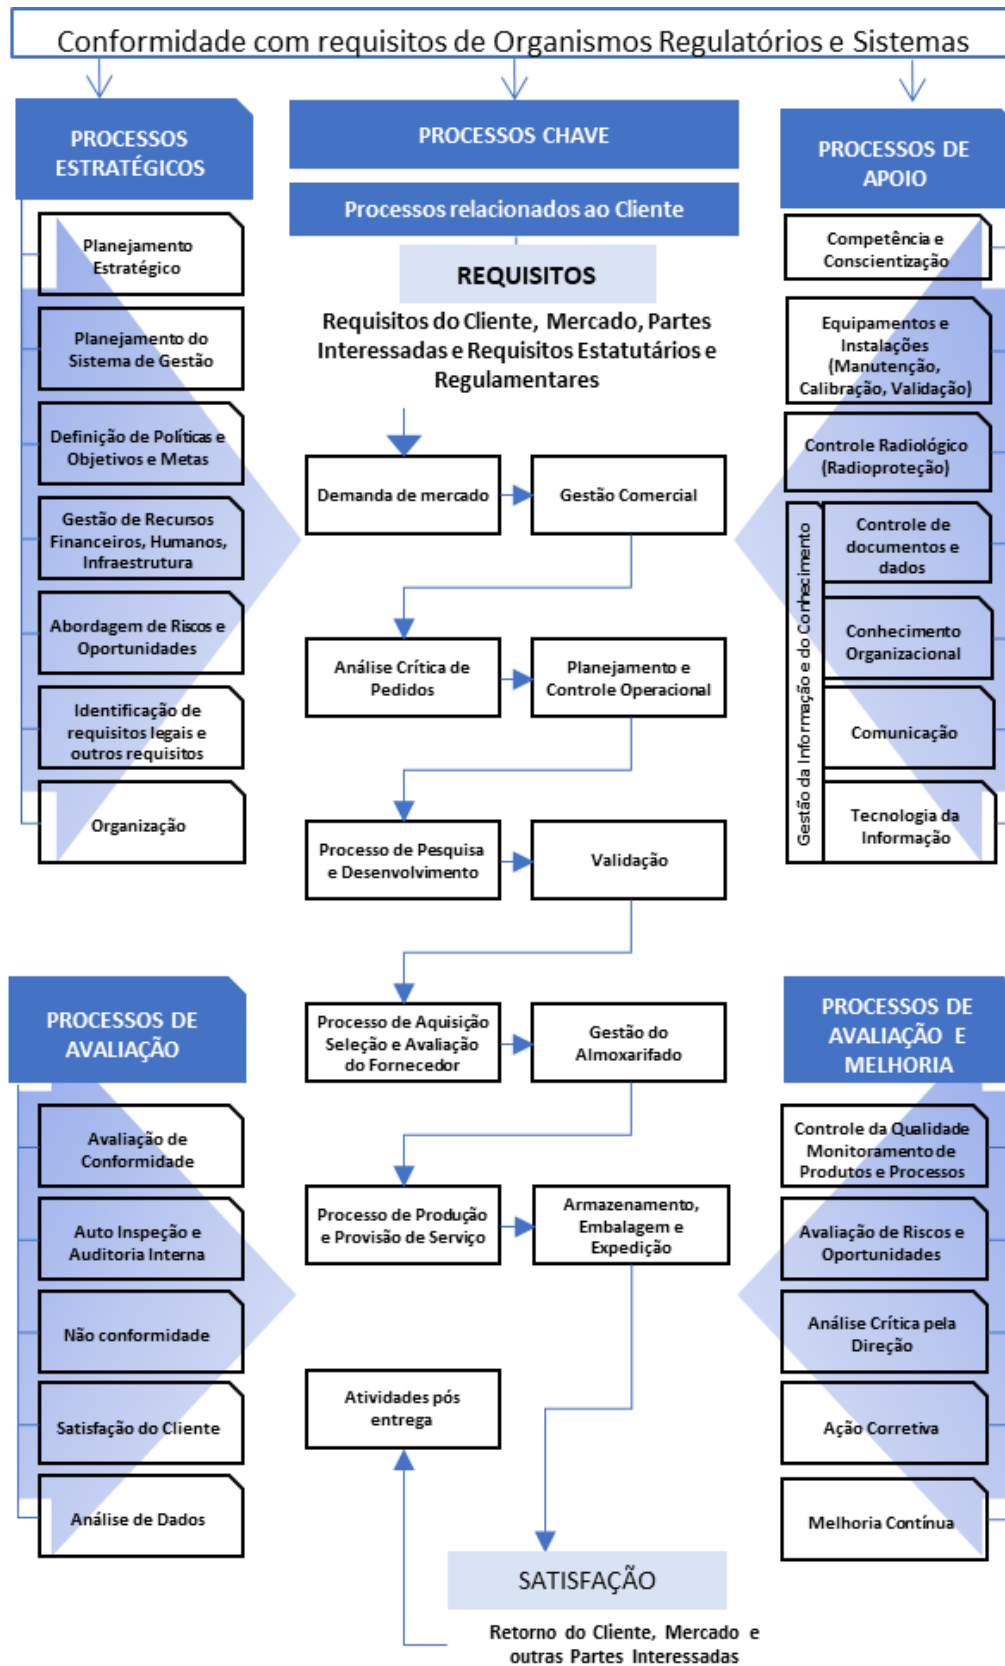 Conformidade com requisitos de Organismos Regulatórios e Sistemas
PROCESSOS
ESTRATÉGICOS
Planejamento
Estratégico
Planejamento do
Sistema de Gestão
Definição de Políticas e
Objetivos e Metas
Gestão de Recursos
Financeiros, Humanos,
Infraestrutura
Abordagem de Riscos e
Oportunidades
Identificação de
requisitos legais e
outros requisitos
Organização
PROCESSOS CHAVE
Processos relacionados ao Cliente
REQUISITOS
Requisitos do Cliente, Mercado, Partes
Interessadas e Requisitos Estatutários e
Regulamentares
Demanda de mercado
Gestão Comercial
Análise Crítica de
Pedidos
Planejamento e
Controle Operacional
Processo de Pesquisa
e Desenvolvimento
Validação
Processo de Aquisição
Seleção e Avaliação
do Fornecedor
Gestão do
Almoxarifado
Processo de Produção
e Provisão de Serviço
Armazenamento,
Embalagem e
Expedição
Atividades pós
entrega
SATISFAÇÃO
Retorno do Cliente, Mercado e
outras Partes Interessadas
PROCESSOS DE
APOIO
Competência e
Conscientização
Equipamentos e
Instalações
(Manutenção,
Calibração, Validação)
Controle Radiológico
(Radioproteção)
Gestão da Informação e do Conhecimento
Controle de
documentos e
dados
Conhecimento
Organizacional
Comunicação
Tecnologia da
Informação
PROCESSOS DE
AVALIAÇÃO
Avaliação de
Conformidade
Auto Inspeção e
Auditoria Interna
Não conformidade
Satisfação do Cliente
Análise de Dados
PROCESSOS DE
AVALIAÇÃO E
MELHORIA
Controle da Qualidade
Monitoramento de
Produtos e Processos
Avaliação de Riscos e
Oportunidades
Análise Crítica pela
Direção
Ação Corretiva
Melhoria Contínua